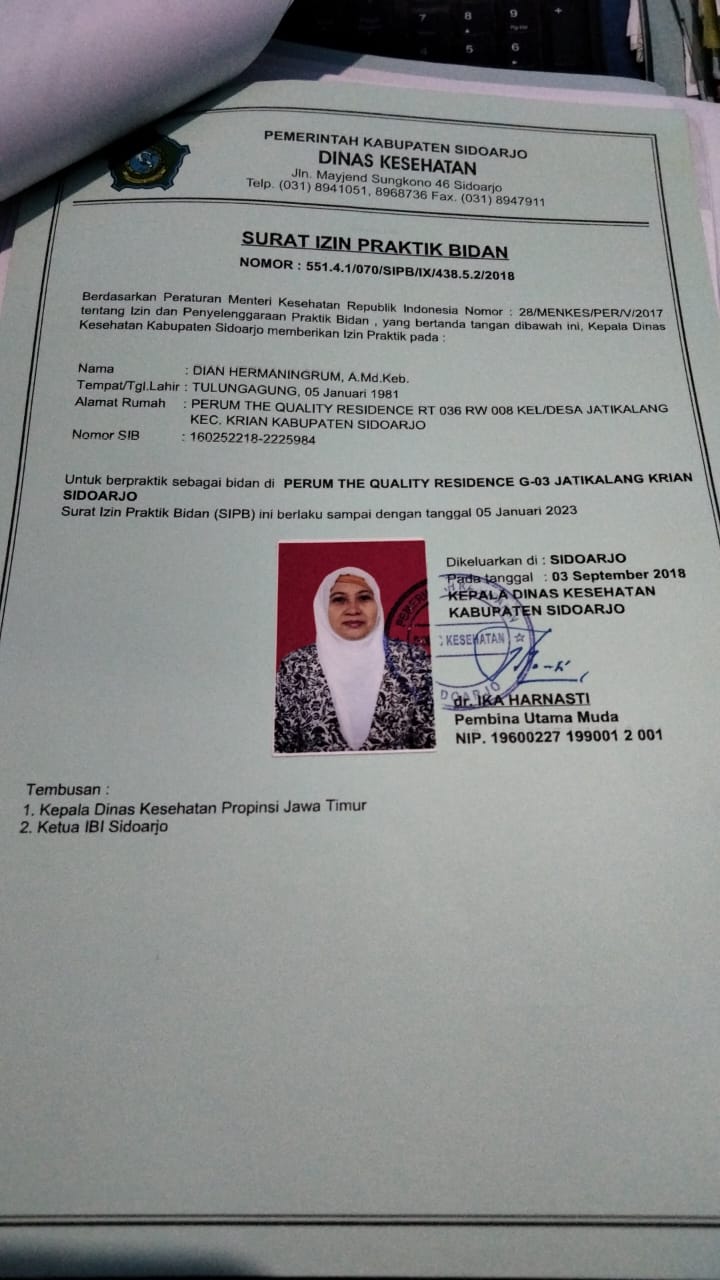 7 8 9 +
4 5 6
PEMERINTAH KABUPATEN SIDOARJO
DINAS KESEHATAN
Jln. Mayjend Sungkono 46 Sidoarjo
Telp. (031) 8941051, 8968736 Fax. (031) 8947911
SURAT IZIN PRAKTIK BIDAN
NOMOR : 551.4.1/070/SIPB/IX/438.5.2/2018
Berdasarkan Peraturan Menteri Kesehatan Republik Indonesia Nomor : 28/MENKES/PER/V/2017
tentang Izin dan Penyelenggaraan Praktik Bidan , yang bertanda tangan dibawah ini, Kepala Dinas
Kesehatan Kabupaten Sidoarjo memberikan Izin Praktik pada :
Nama : DIAN HERMANINGRUM, A.Md.Keb.
Tempat/Tgl.Lahir : TULUNGAGUNG, 05 Januari 1981
Alamat Rumah : PERUM THE QUALITY RESIDENCE RT 036 RW 008 KEL/DESA JATIKALANG
KEC. KRIAN KABUPATEN SIDOARJO
Nomor SIB : 160252218-2225984
Untuk berpraktik sebagai bidan di PERUM THE QUALITY RESIDENCE G-03 JATIKALANG KRIAN
SIDOARJO
Surat Izin Praktik Bidan (SIPB) ini berlaku sampai dengan tanggal 05 Januari 2023
Dikeluarkan di : SIDOARJO
Pada tanggal : 03 September 2018
KEPALA DINAS KESEHATAN
KABUPATEN SIDOARJO
KESEHATAN
dr. IKA HARNASTI
Pembina Utama Muda
NIP. 19600227 199001 2 001
Tembusan :
1. Kepala Dinas Kesehatan Propinsi Jawa Timur
2. Ketua IBI Sidoarjo